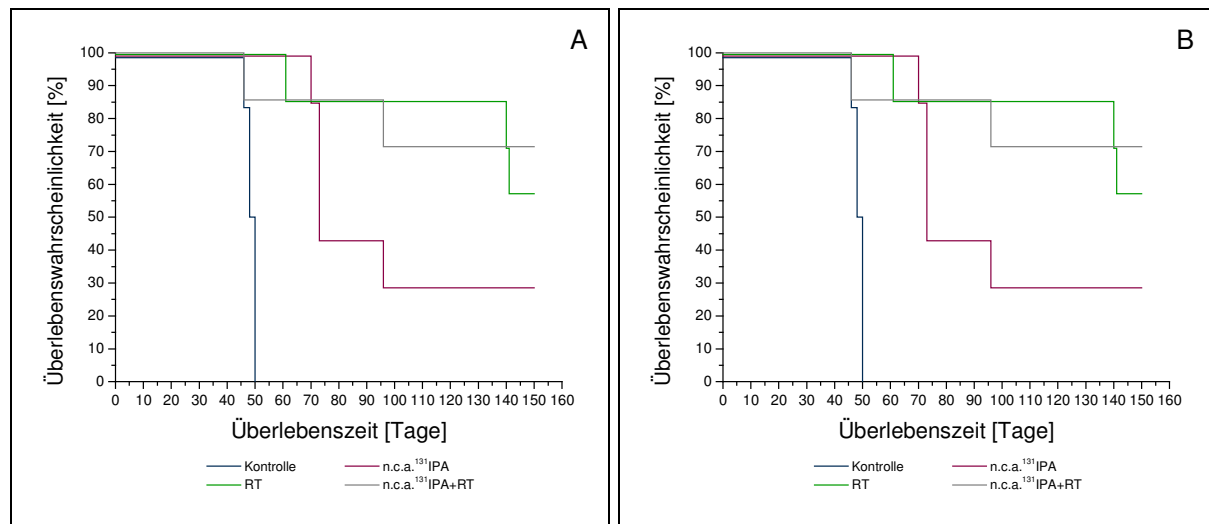 A
Überlebenswahrscheinlichkeit [%]
100
90
80
70
60
50
40
30
20
10
0
0 10 20 30 40 50 60 70 80 90 100 110 120 130 140 150 160
Überlebenszeit [Tage]
Kontrolle n.c.a.¹³¹IPA
RT n.c.a.¹³¹IPA+RT
B
Überlebenswahrscheinlichkeit [%]
100
90
80
70
60
50
40
30
20
10
0
0 10 20 30 40 50 60 70 80 90 100 110 120 130 140 150 160
Überlebenszeit [Tage]
Kontrolle n.c.a.¹³¹IPA
RT n.c.a.¹³¹IPA+RT